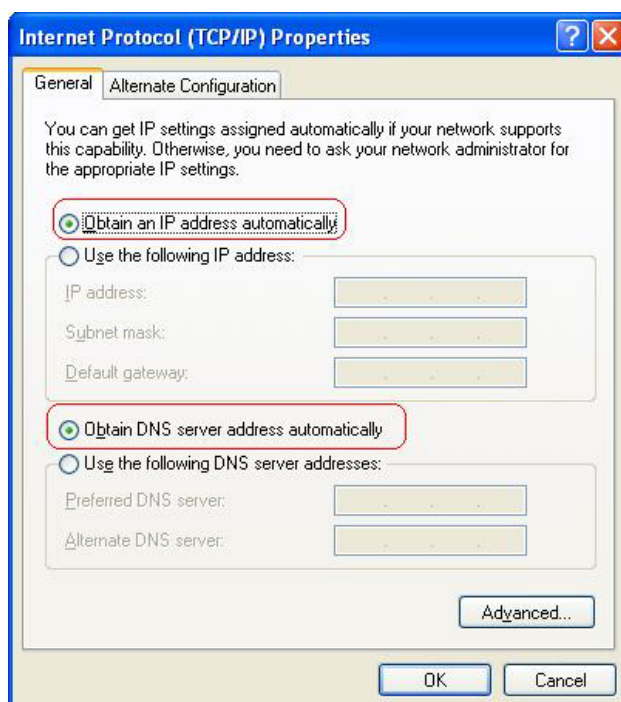 Internet Protocol (TCP/IP) Properties
General
Alternate Configuration
You can get IP settings assigned automatically if your network supports
this capability. Otherwise, you need to ask your network administrator for
the appropriate IP settings.
Obtain an IP address automatically
Use the following IP address:
IP address:
Subnet mask:
Default gateway:
Obtain DNS server address automatically
Use the following DNS server addresses:
Preferred DNS server:
Alternate DNS server:
Advanced...
OK
Cancel